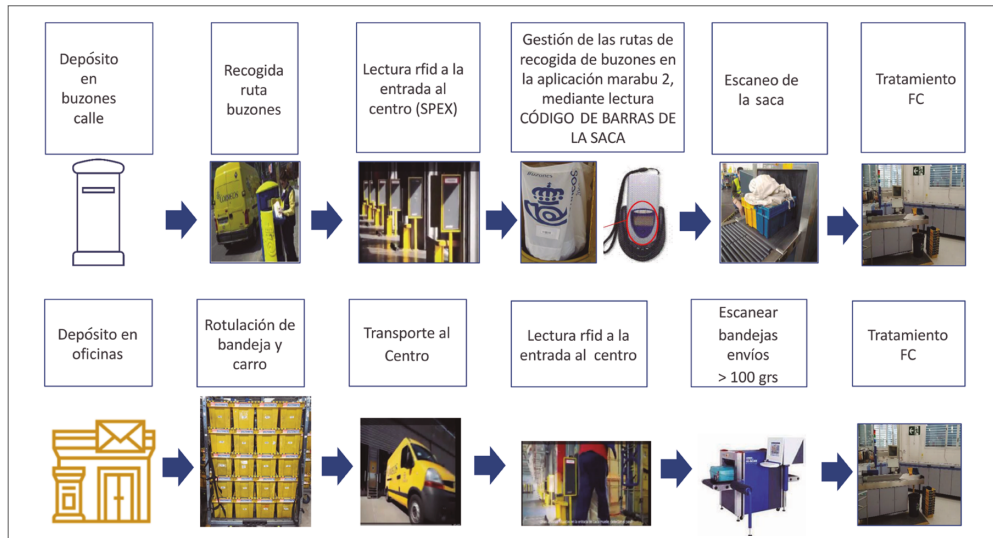 Depósito
en
buzones
calle
Recogida
ruta
buzones
Lectura rfid a la
entrada al
centro (SPEX)
Gestión de las rutas de
recogida de buzones en
la aplicación marabu 2,
mediante lectura
CÓDIGO DE BARRAS DE
LA SACA
Escaneo de
la saca
Tratamiento
FC
Depósito en
oficinas
Rotulación de
bandeja y
carro
Transporte al
Centro
Lectura rfid a la
entrada al centro
Escanear
bandejas
envíos
> 100 grs
Tratamiento
FC